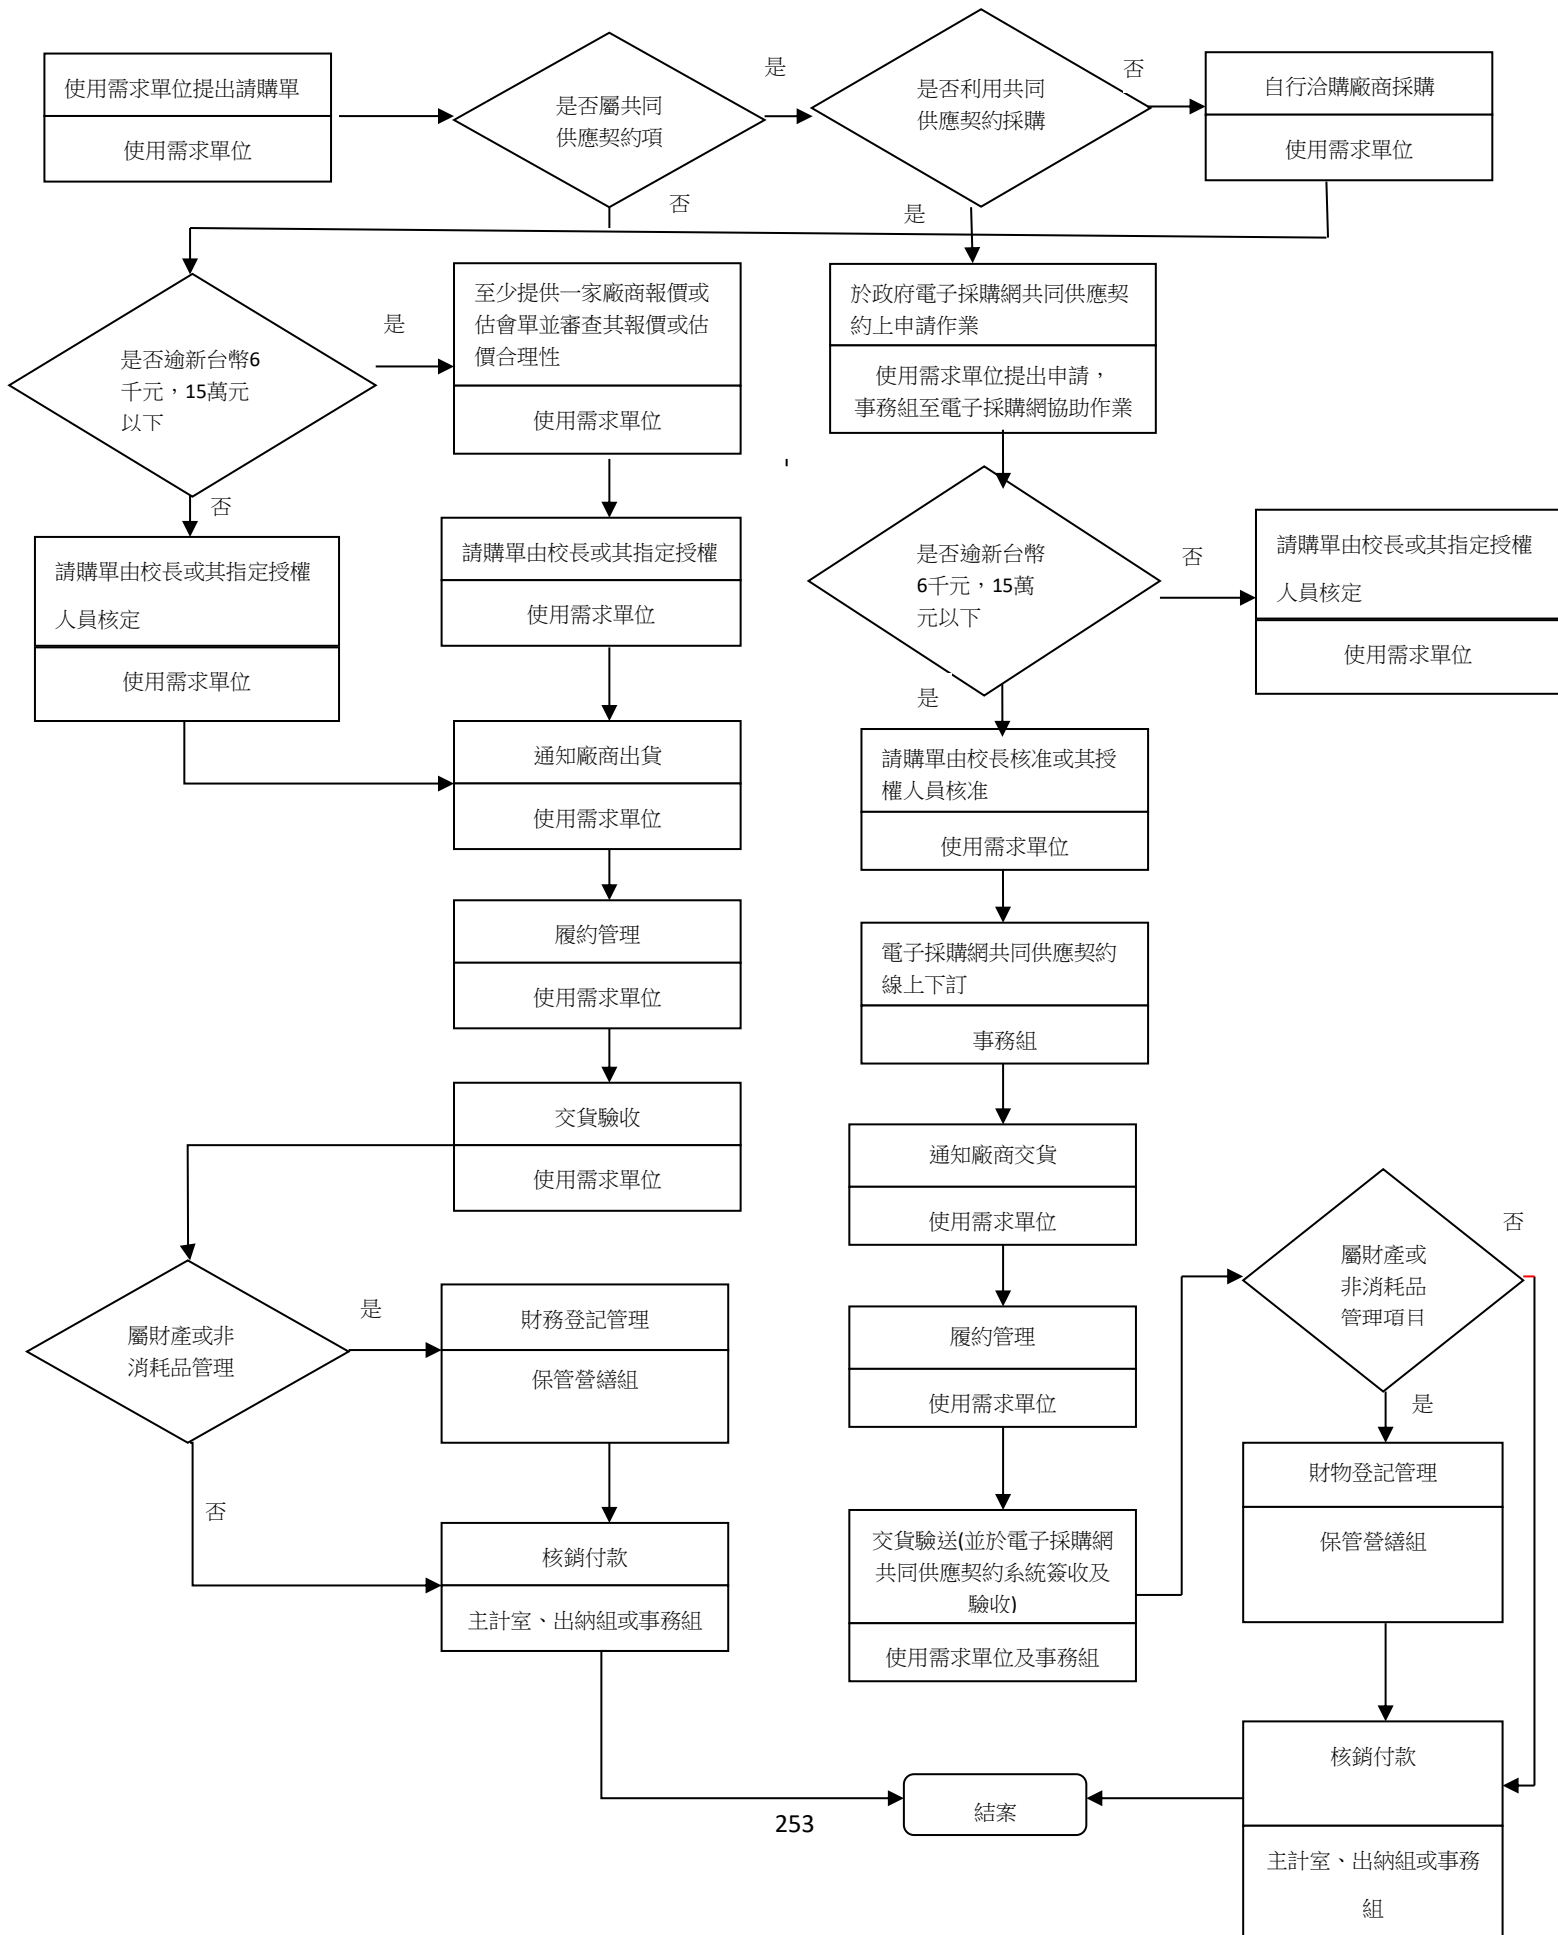 使用需求單位提出請購單
使用需求單位
是否屬共同
供應契約項
是
是否利用共同
供應契約採購
否
自行洽購廠商採購
使用需求單位
否
是
是否逾新台幣6
千元，15萬元
以下
是
至少提供一家廠商報價或
估會單並審查其報價或估
價合理性
使用需求單位
於政府電子採購網共同供應契
約上申請作業
使用需求單位提出申請，
事務組至電子採購網協助作業
否
請購單由校長或其指定授權
人員核定
使用需求單位
請購單由校長或其指定授權
使用需求單位
是否逾新台幣
6千元，15萬
元以下
否
請購單由校長或其指定授權
人員核定
使用需求單位
是
通知廠商出貨
使用需求單位
請購單由校長核准或其授
權人員核准
使用需求單位
履約管理
使用需求單位
電子採購網共同供應契約
線上下訂
事務組
交貨驗收
使用需求單位
通知廠商交貨
使用需求單位
屬財產或非
消耗品管理
是
財務登記管理
保管營繕組
履約管理
使用需求單位
屬財產或
非消耗品
管理項目
否
是
財物登記管理
保管營繕組
否
核銷付款
主計室、出納組或事務組
交貨驗送(並於電子採購網
共同供應契約系統簽收及
驗收)
使用需求單位及事務組
核銷付款
主計室、出納組或事務
組
結案
253